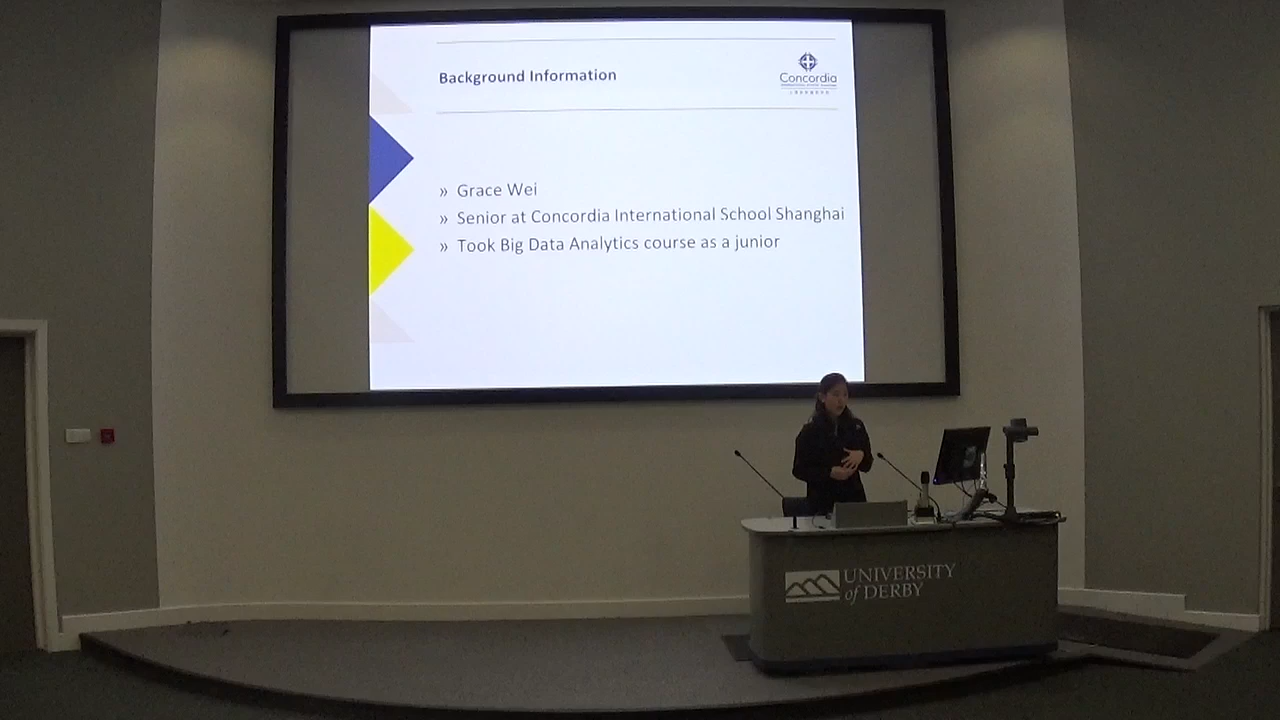 Background Information
Concordia
» Grace Wei
» Senior at Concordia International School Shanghai
» Took Big Data Analytics course as a junior
UNIVERSITY
of DERBY